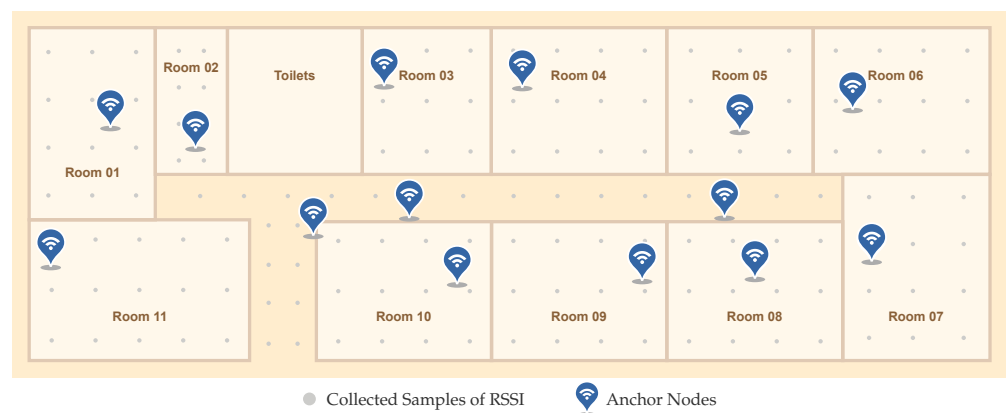 Room 02
Toilets
Room 03
Room 04
Room 05
Room 06
Room 01
Room 11
Room 10
Room 09
Room 08
Room 07
Collected Samples of RSSI
Anchor Nodes